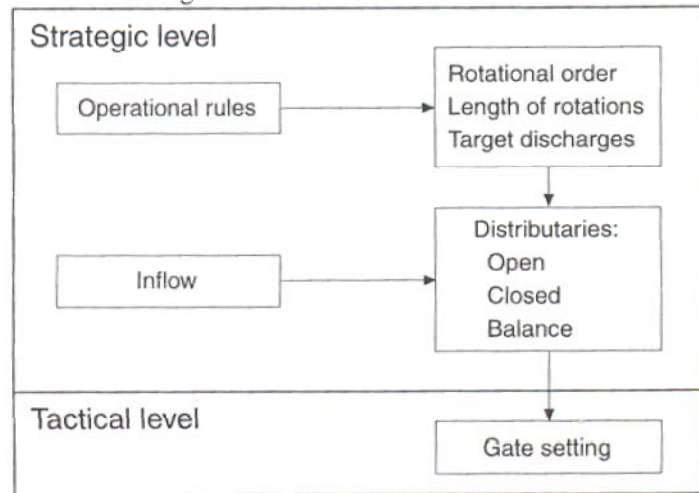 Strategic level
Operational rules
Rotational order
Length of rotations
Target discharges
Inflow
Distributaries:
Open
Closed
Balance
Tactical level
Gate setting